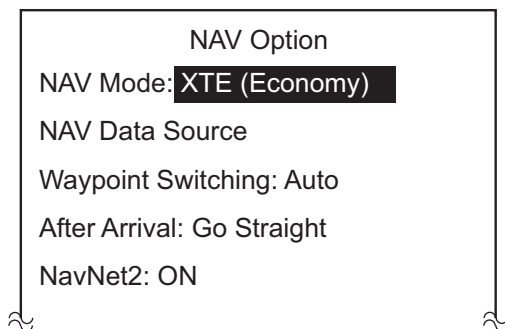 NAV Option
NAV Mode: XTE (Economy)
NAV Data Source
Waypoint Switching: Auto
After Arrival: Go Straight
NavNet2: ON